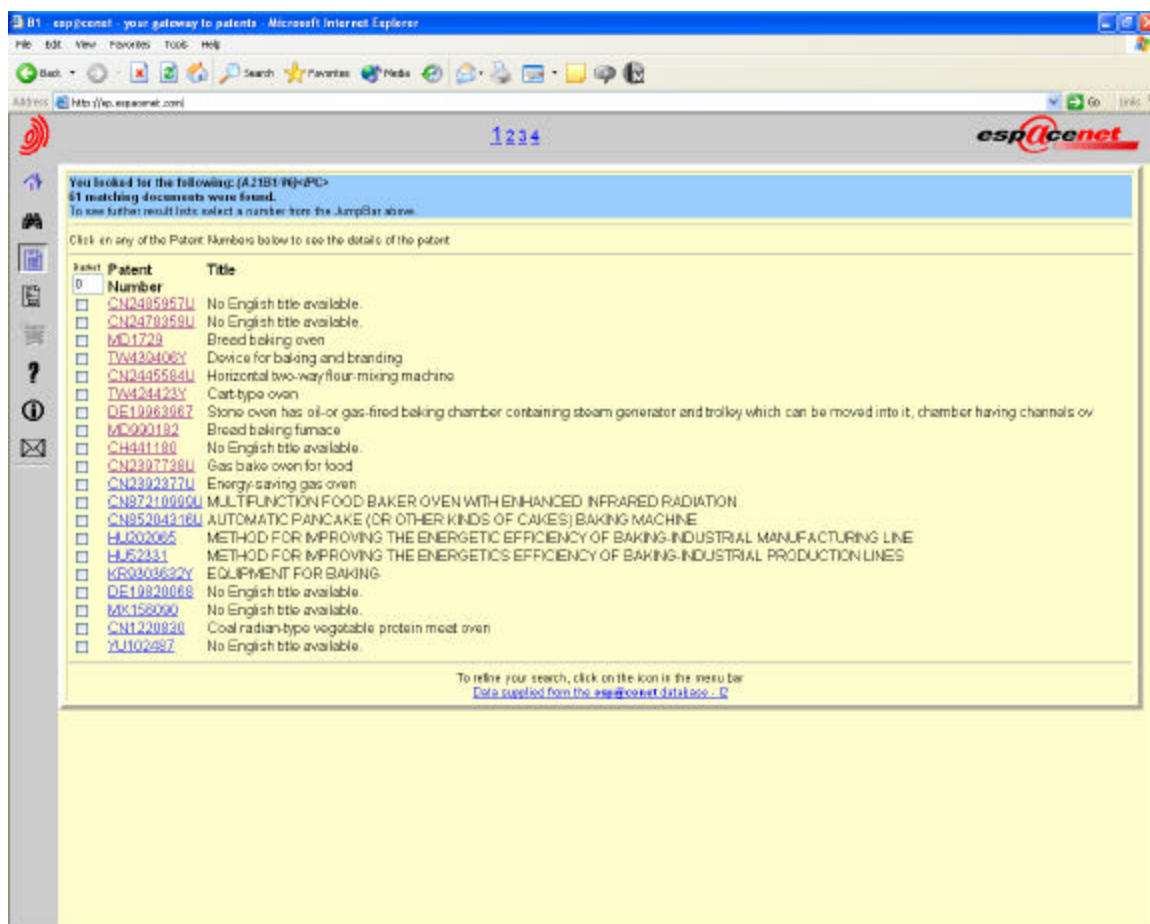 B1 - esp@cenet - your gateway to patents - Microsoft Internet Explorer
File Edit View Favorites Tools Help
Back Search Favorites Media
Address http://ep.espacenet.com/ Go Links
1 2 3 4
esp@cenet
You looked for the following: (A21B1/06)<IPC>
61 matching documents were found.
To see further result lists select a number from the JumpBar above.
Click on any of the Patent Numbers below to see the details of the patent
Basket Patent Number Title
0
CN2485957U No English title available.
CN2478359U No English title available.
MD1729 Bread baking oven
TW439406Y Device for baking and branding
CN2445584U Horizontal two-way flour-mixing machine
TW424423Y Cart-type oven
DE19963967 Stone oven has oil-or gas-fired baking chamber containing steam generator and trolley which can be moved into it, chamber having channels ov
MD990182 Bread baking furnace
CH441180 No English title available.
CN2397738U Gas bake oven for food
CN2392377U Energy-saving gas oven
CN87210999U MULTIFUNCTION FOOD BAKER OVEN WITH ENHANCED INFRARED RADIATION
CN85204316U AUTOMATIC PANCAKE (OR OTHER KINDS OF CAKES) BAKING MACHINE
HU202065 METHOD FOR IMPROVING THE ENERGETIC EFFICIENCY OF BAKING-INDUSTRIAL MANUFACTURING LINE
HU52331 METHOD FOR IMPROVING THE ENERGETICS EFFICIENCY OF BAKING-INDUSTRIAL PRODUCTION LINES
KR9303632Y EQUIPMENT FOR BAKING
DE19820068 No English title available.
MX158090 No English title available.
CN1220830 Coal radian-type vegetable protein meat oven
YU102487 No English title available.
To refine your search, click on the icon in the menu bar
Data supplied from the esp@cenet database - I2